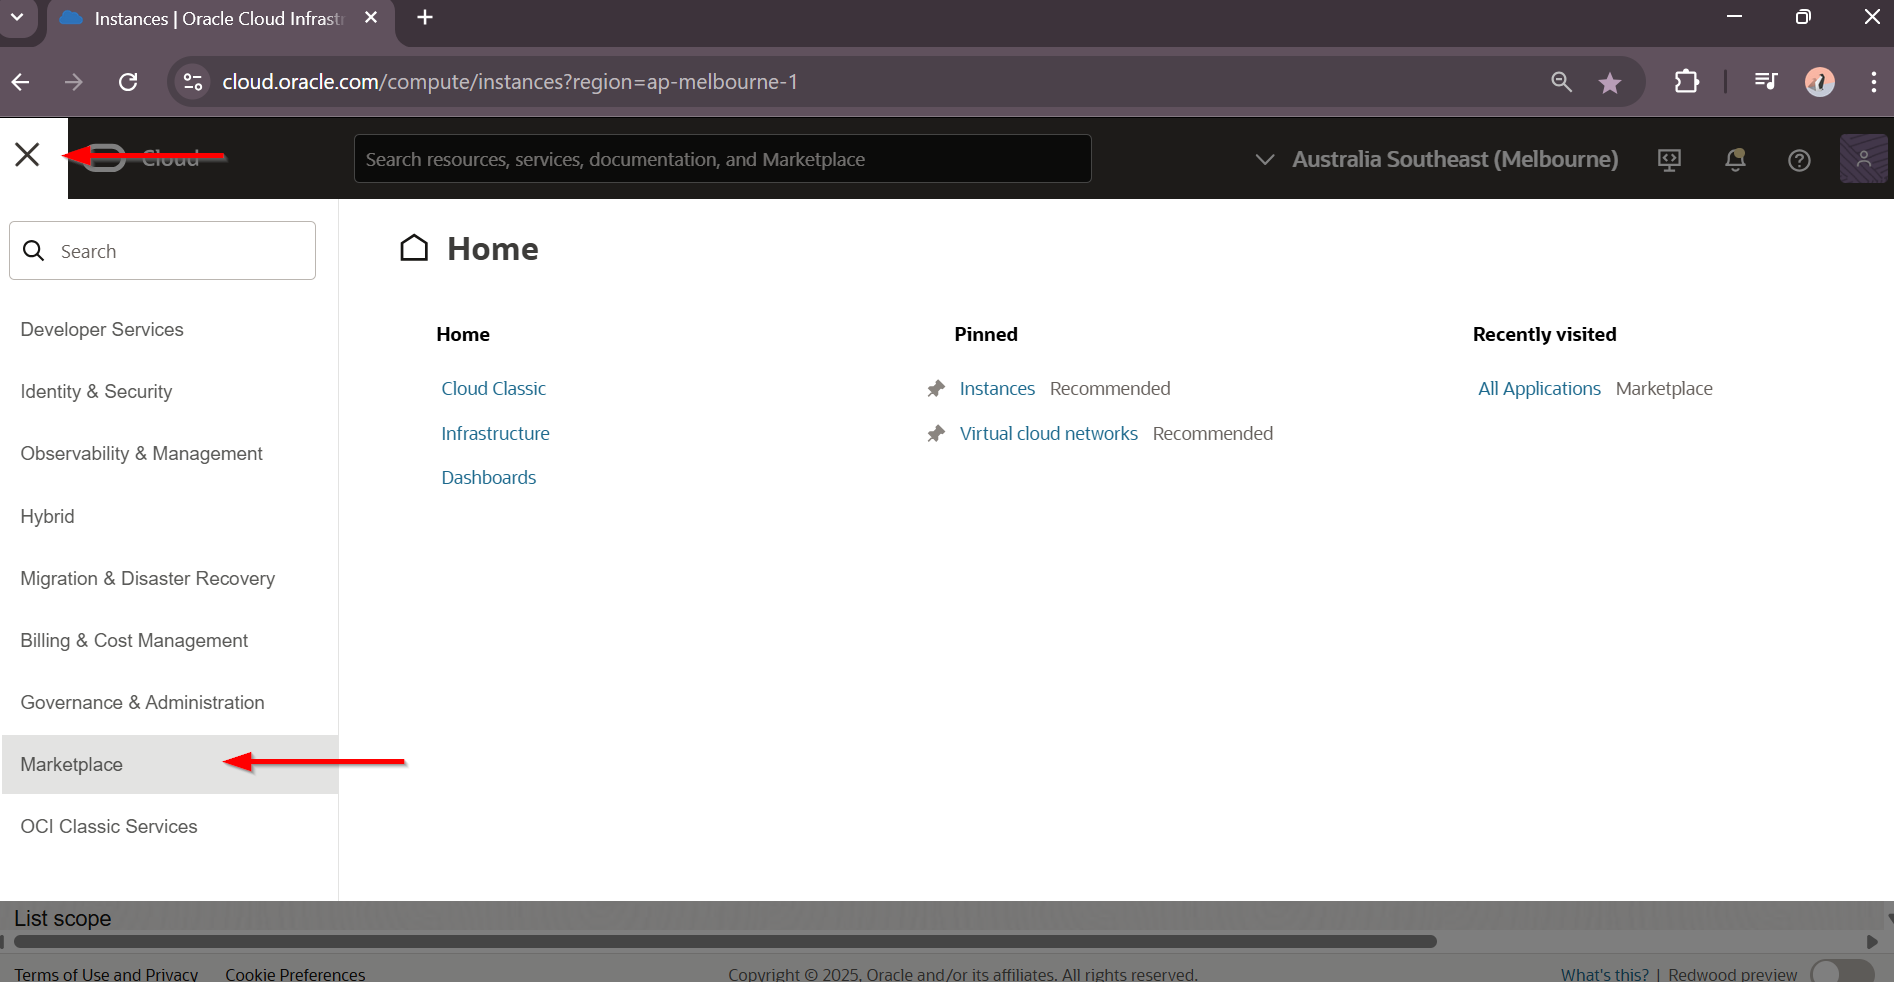 Instances | Oracle Cloud Infrastr
cloud.oracle.com/compute/instances?region=ap-melbourne-1
Cloud
Search resources, services, documentation, and Marketplace
Australia Southeast (Melbourne)
Search
Developer Services
Identity & Security
Observability & Management
Hybrid
Migration & Disaster Recovery
Billing & Cost Management
Governance & Administration
Marketplace
OCI Classic Services
Home
Home
Cloud Classic
Infrastructure
Dashboards
Pinned
Instances Recommended
Virtual cloud networks Recommended
Recently visited
All Applications Marketplace
List scope
Terms of Use and Privacy Cookie Preferences Copyright © 2025, Oracle and/or its affiliates. All rights reserved. What's this? | Redwood preview